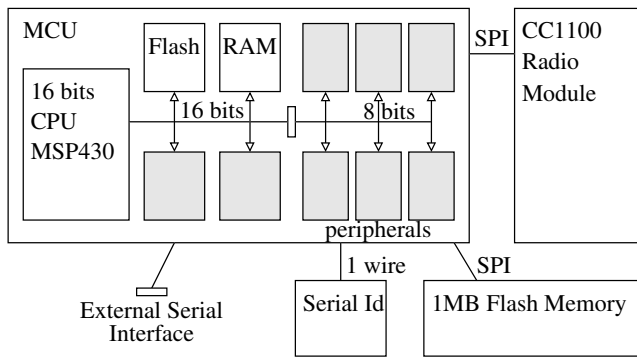 MCU
Flash
RAM
SPI
CC1100
Radio
Module
16 bits
CPU
MSP430
16 bits
8 bits
peripherals
1 wire
SPI
External Serial
Interface
Serial Id
1MB Flash Memory